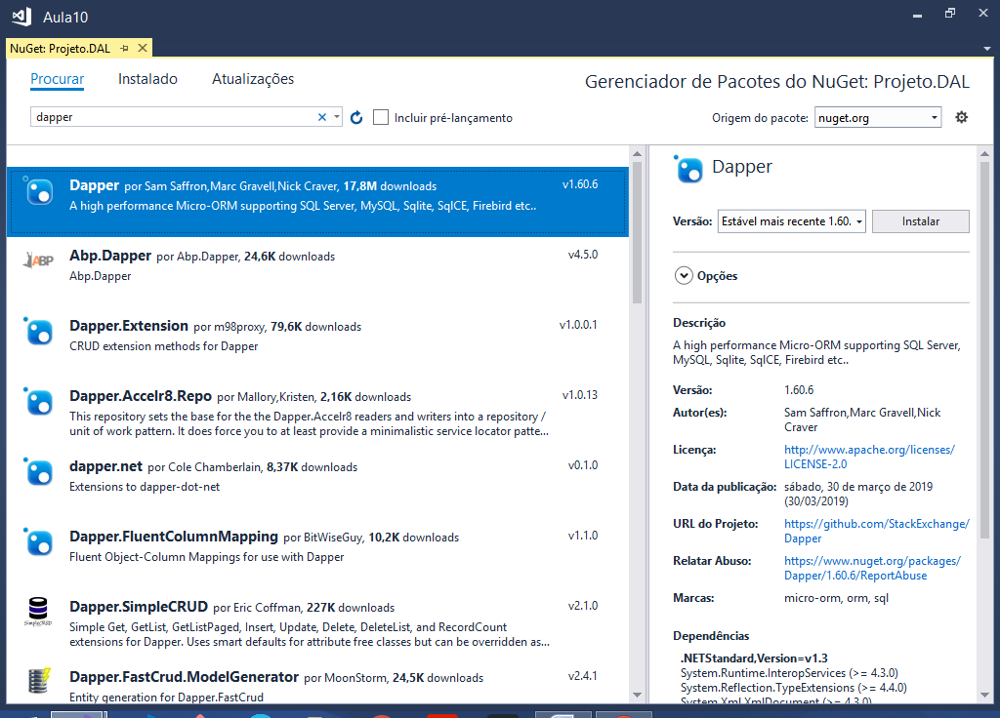 Aula10
NuGet: Projeto.DAL
Procurar Instalado Atualizações
Gerenciador de Pacotes do NuGet: Projeto.DAL
dapper
Incluir pré-lançamento
Origem do pacote: nuget.org
Dapper por Sam Saffron,Marc Gravell,Nick Craver, 17,8M downloads v1.60.6
A high performance Micro-ORM supporting SQL Server, MySQL, Sqlite, SqlCE, Firebird etc..
ABP
Abp.Dapper por Abp.Dapper, 24,6K downloads v4.5.0
Abp.Dapper
Dapper.Extension por m98proxy, 79,6K downloads v1.0.0.1
CRUD extension methods for Dapper
Dapper.Accelr8.Repo por Mallory,Kristen, 2,16K downloads v1.0.13
This repository sets the base for the the Dapper.Accelr8 readers and writers into a repository /
unit of work pattern. It does force you to at least provide a minimalistic service locator patte...
dapper.net por Cole Chamberlain, 8,37K downloads v0.1.0
Extensions to dapper-dot-net
Dapper.FluentColumnMapping por BitWiseGuy, 10,2K downloads v1.1.0
Fluent Object-Column Mappings for use with Dapper
SimpleCRUD
Dapper.SimpleCRUD por Eric Coffman, 227K downloads v2.1.0
Simple Get, GetList, GetListPaged, Insert, Update, Delete, DeleteList, and RecordCount
extensions for Dapper. Uses smart defaults for attribute free classes but can be overridden as...
Dapper.FastCrud.ModelGenerator por MoonStorm, 24,5K downloads v2.4.1
Entity generation for Dapper.FastCrud
Dapper
Versão: Estável mais recente 1.60. Instalar
Opções
Descrição
A high performance Micro-ORM supporting SQL Server,
MySQL, Sqlite, SqlCE, Firebird etc..
Versão: 1.60.6
Autor(es): Sam Saffron,Marc Gravell,Nick
Craver
Licença: http://www.apache.org/licenses/
LICENSE-2.0
Data da publicação: sábado, 30 de março de 2019
(30/03/2019)
URL do Projeto: https://github.com/StackExchange/
Dapper
Relatar Abuso: https://www.nuget.org/packages/
Dapper/1.60.6/ReportAbuse
Marcas: micro-orm, orm, sql
Dependências
.NETStandard,Version=v1.3
System.Runtime.InteropServices (>= 4.3.0)
System.Reflection.TypeExtensions (>= 4.4.0)
System.Xml.XmlDocument (>= 4.3.0)